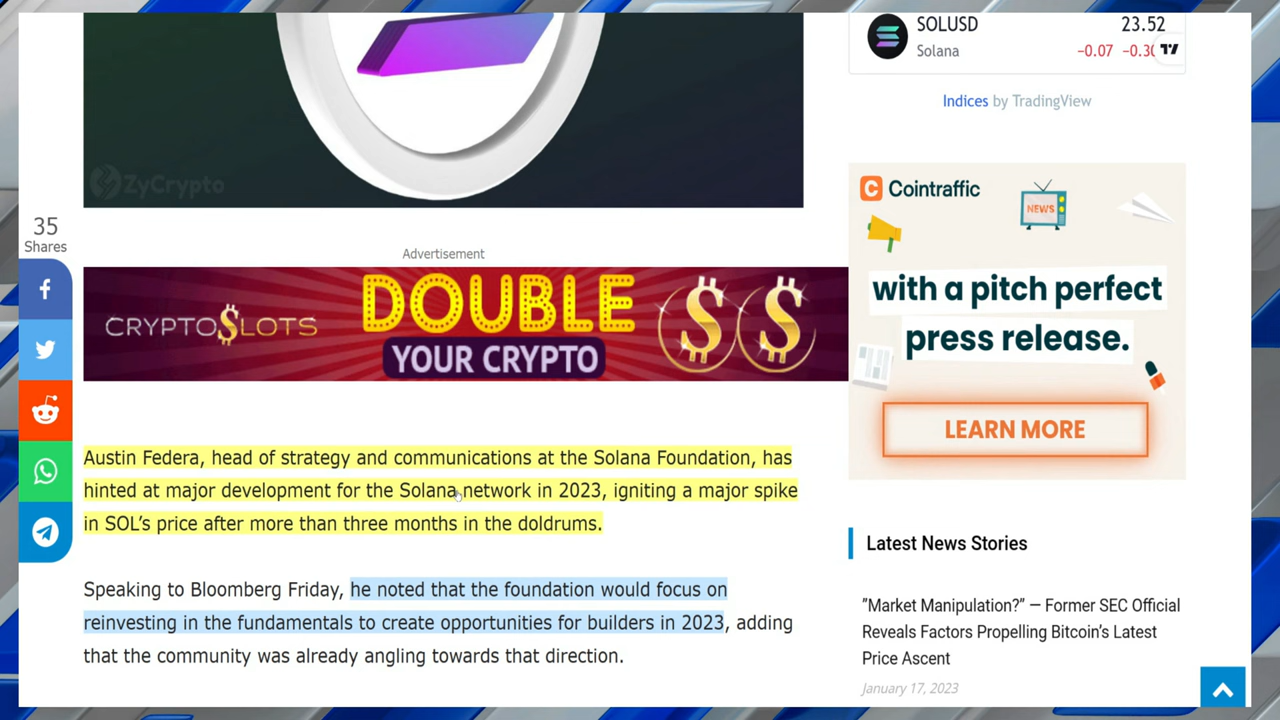 SOLUSD
23.52
Solana
−0.07
Indices by TradingView
ZyCrypto
35
Shares
Advertisement
CRYPTO$LOTS
DOUBLE
YOUR CRYPTO
$ $
Cointraffic
NEWS
with a pitch perfect
press release.
LEARN MORE
Austin Federa, head of strategy and communications at the Solana Foundation, has
hinted at major development for the Solana network in 2023, igniting a major spike
in SOL’s price after more than three months in the doldrums.
Speaking to Bloomberg Friday, he noted that the foundation would focus on
reinvesting in the fundamentals to create opportunities for builders in 2023, adding
that the community was already angling towards that direction.
Latest News Stories
”Market Manipulation?” — Former SEC Official
Reveals Factors Propelling Bitcoin’s Latest
Price Ascent
January 17, 2023